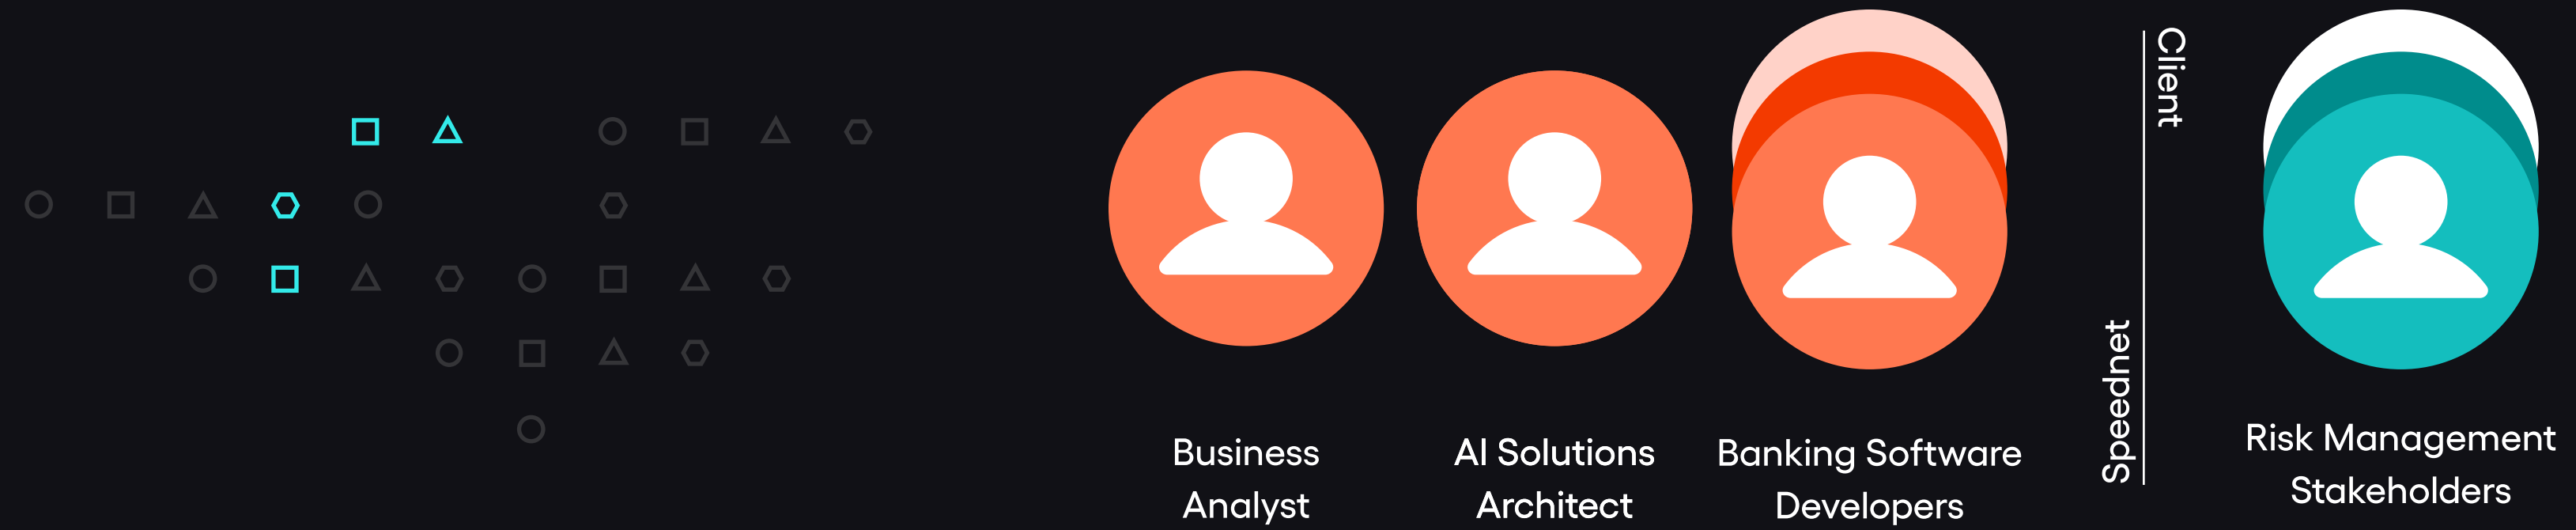 Business
Analyst
AI Solutions
Architect
Banking Software
Developers
Speednet
Client
Risk Management
Stakeholders